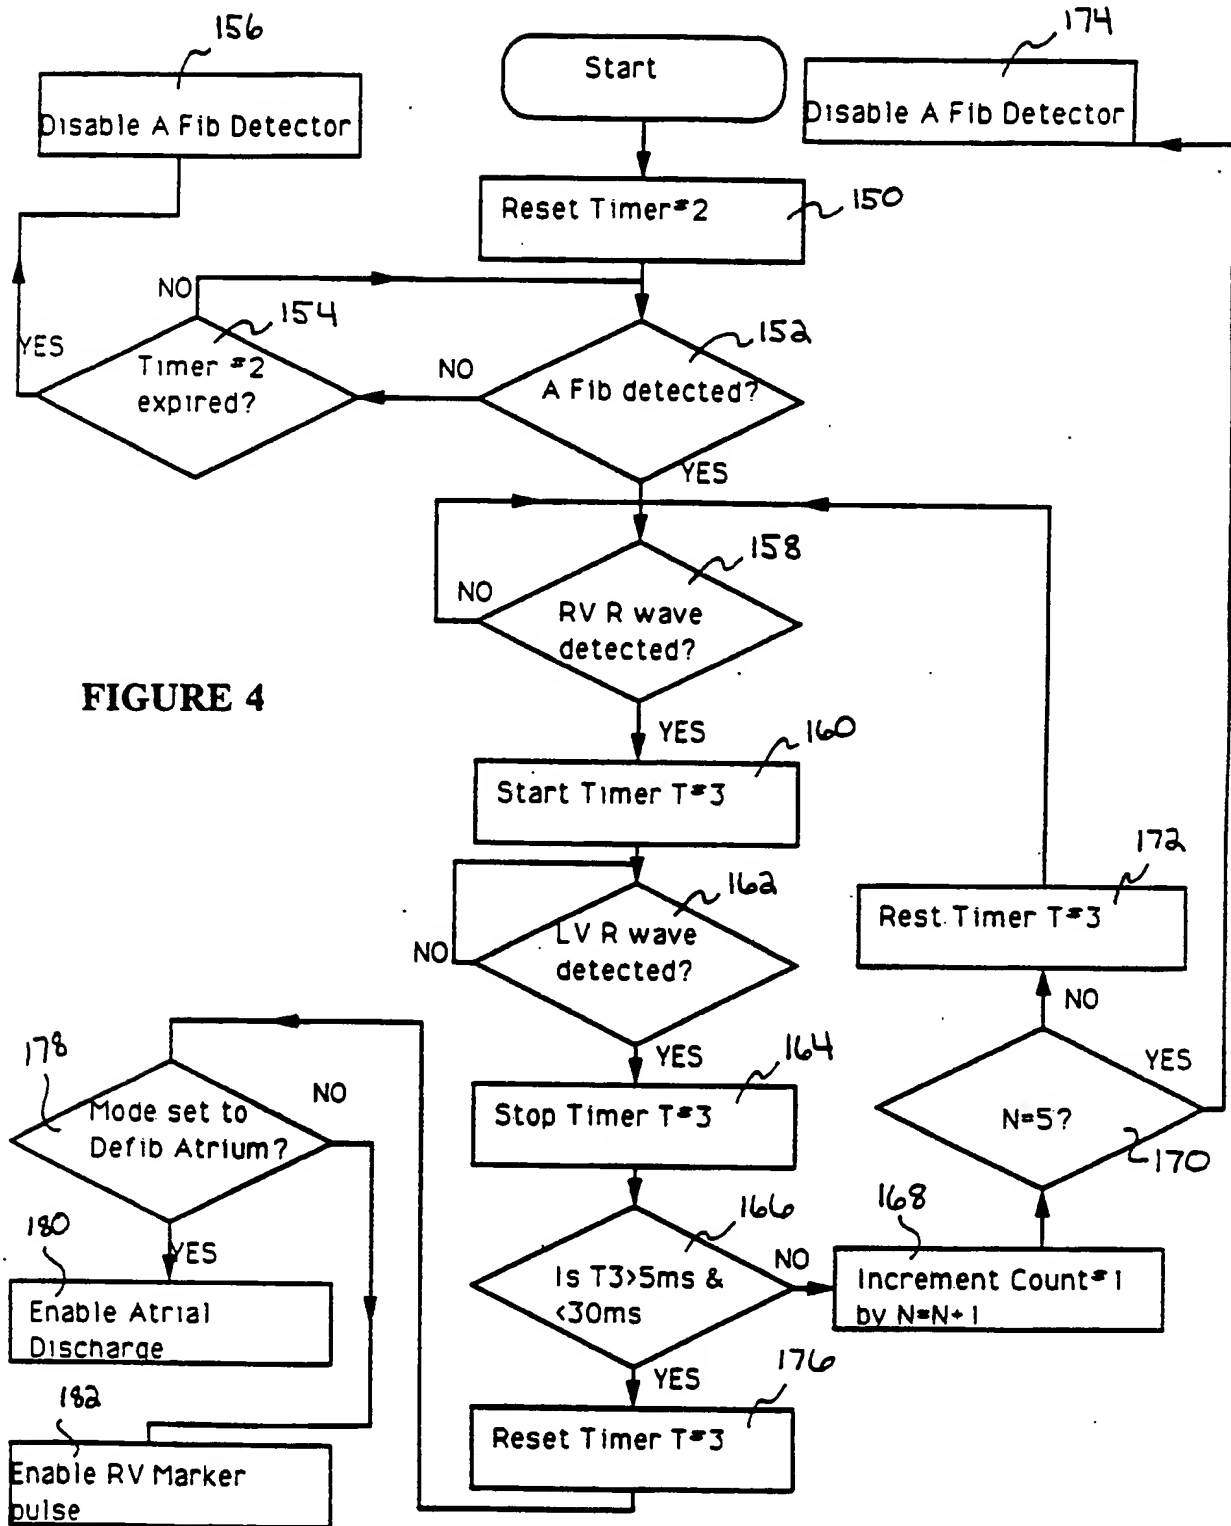 156
Disable A Fib Detector
Start
174
Disable A Fib Detector
Reset Timer#2
150
NO
154
YES
Timer #2
expired?
NO
152
A Fib detected?
YES
158
NO
RV R wave
detected?
FIGURE 4
YES
160
Start Timer T#3
162
NO
LV R wave
detected?
172
Rest Timer T#3
NO
YES
164
Stop Timer T#3
N=5?
170
178
Mode set to
Defib Atrium?
NO
YES
180
Enable Atrial
Discharge
166
Is T3>5ms &
<30ms
NO
168
Increment Count#1
by N=N+1
YES
176
Reset Timer T#3
182
Enable RV Marker
pulse